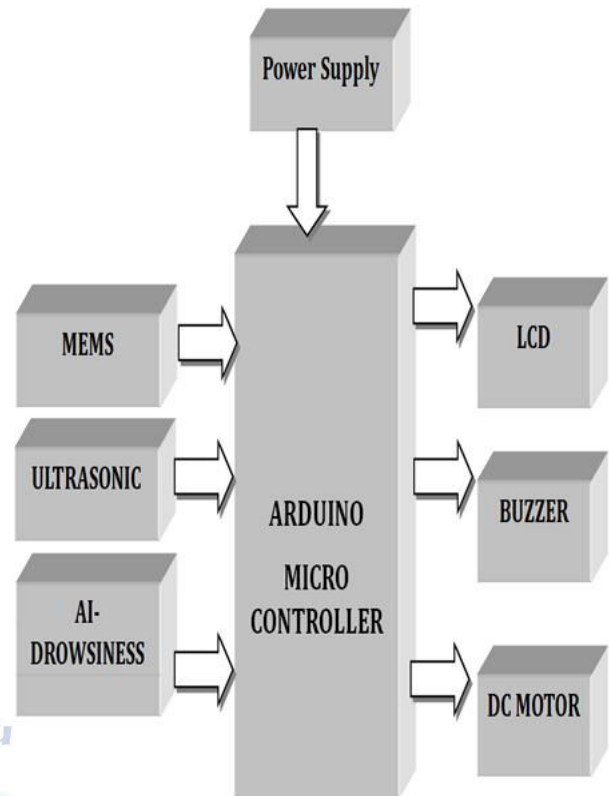 Power Supply
MEMS
ULTRASONIC
AI-
DROWSINESS
ARDUINO
MICRO
CONTROLLER
LCD
BUZZER
DC MOTOR